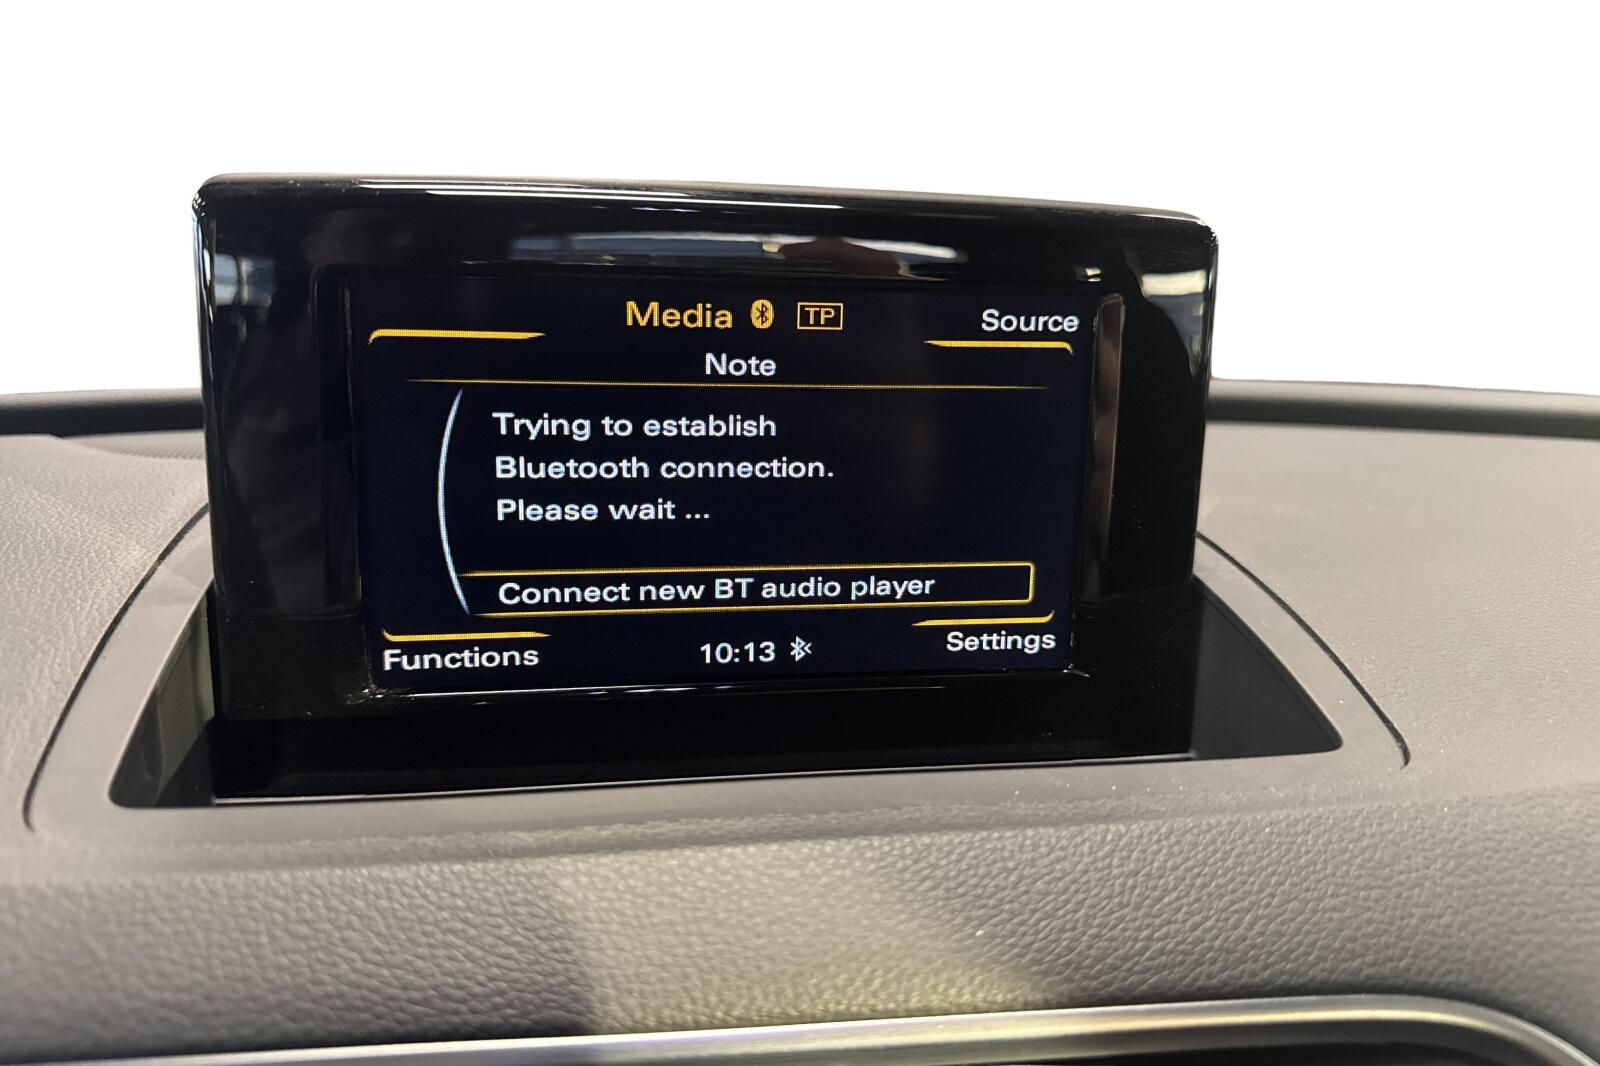 Media TP
Source
Note
Trying to establish
Bluetooth connection.
Please wait ...
Connect new BT audio player
Functions
10:13
Settings